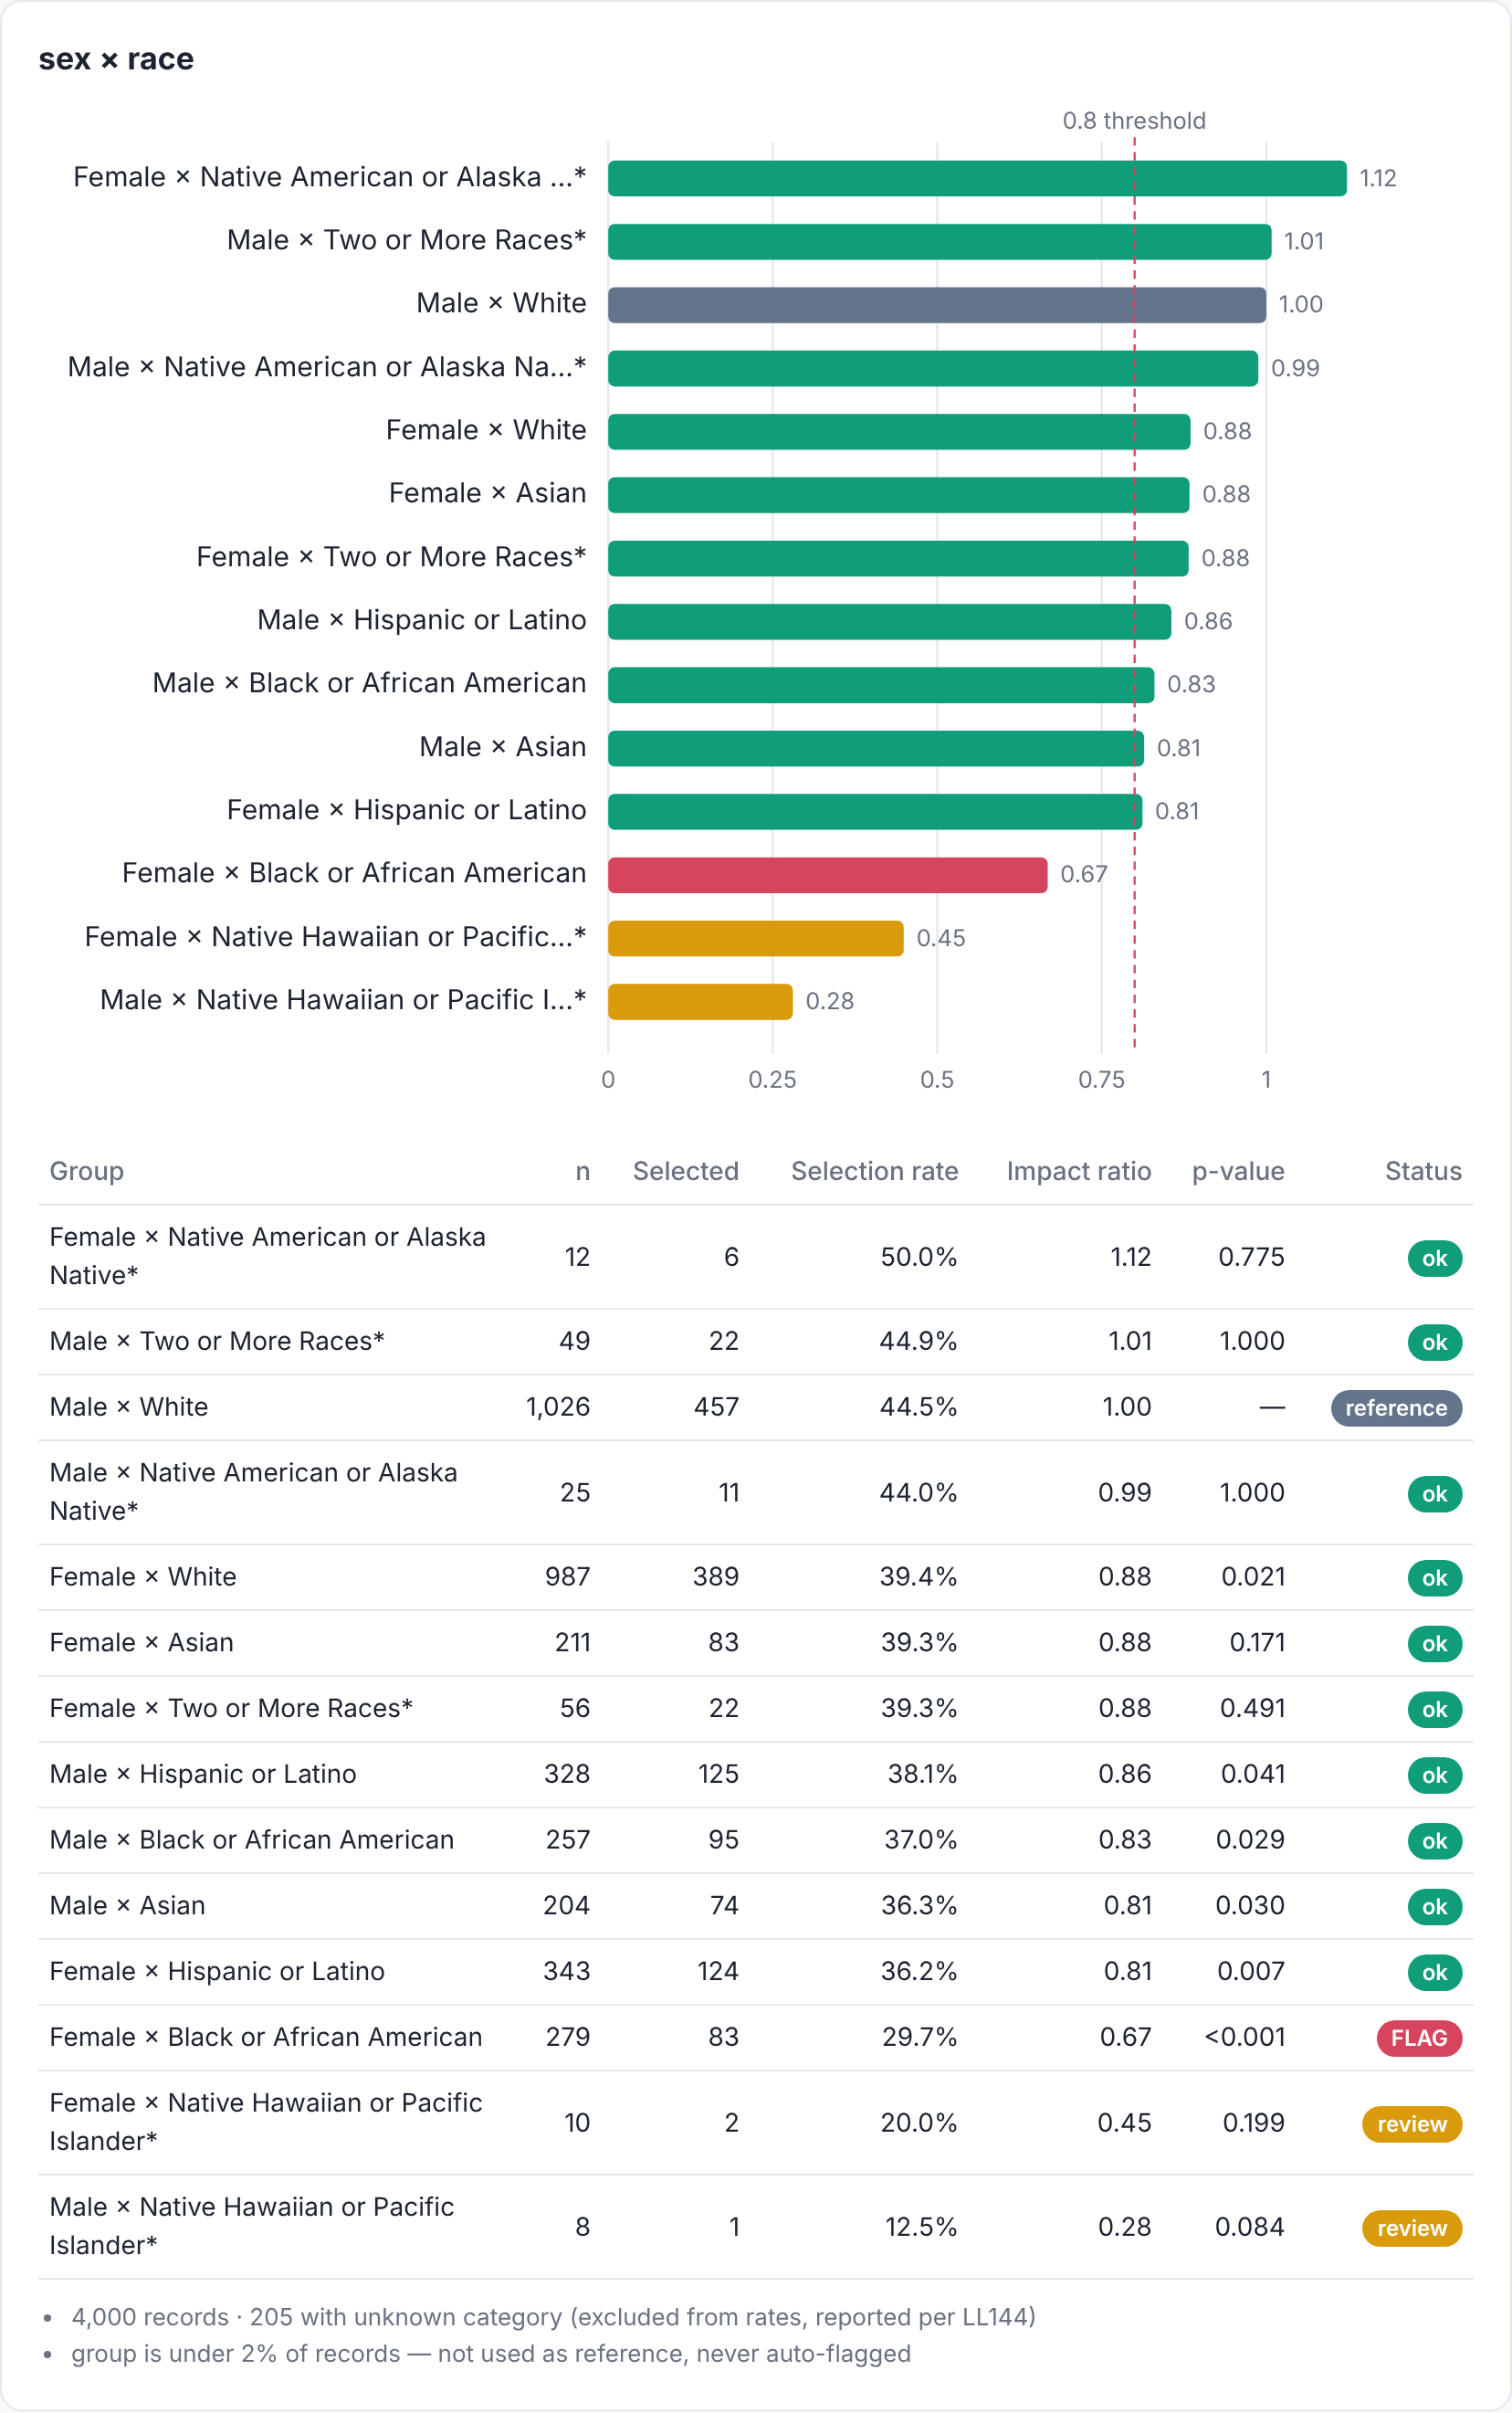 sex × race
0.8 threshold
Female × Native American or Alaska ...* 1.12
Male × Two or More Races* 1.01
Male × White 1.00
Male × Native American or Alaska Na...* 0.99
Female × White 0.88
Female × Asian 0.88
Female × Two or More Races* 0.88
Male × Hispanic or Latino 0.86
Male × Black or African American 0.83
Male × Asian 0.81
Female × Hispanic or Latino 0.81
Female × Black or African American 0.67
Female × Native Hawaiian or Pacific...* 0.45
Male × Native Hawaiian or Pacific I...* 0.28
0 0.25 0.5 0.75 1
Group n Selected Selection rate Impact ratio p-value Status
Female × Native American or Alaska
Native* 12 6 50.0% 1.12 0.775 ok
Male × Two or More Races* 49 22 44.9% 1.01 1.000 ok
Male × White 1,026 457 44.5% 1.00 — reference
Male × Native American or Alaska
Native* 25 11 44.0% 0.99 1.000 ok
Female × White 987 389 39.4% 0.88 0.021 ok
Female × Asian 211 83 39.3% 0.88 0.171 ok
Female × Two or More Races* 56 22 39.3% 0.88 0.491 ok
Male × Hispanic or Latino 328 125 38.1% 0.86 0.041 ok
Male × Black or African American 257 95 37.0% 0.83 0.029 ok
Male × Asian 204 74 36.3% 0.81 0.030 ok
Female × Hispanic or Latino 343 124 36.2% 0.81 0.007 ok
Female × Black or African American 279 83 29.7% 0.67 <0.001 FLAG
Female × Native Hawaiian or Pacific
Islander* 10 2 20.0% 0.45 0.199 review
Male × Native Hawaiian or Pacific
Islander* 8 1 12.5% 0.28 0.084 review
• 4,000 records · 205 with unknown category (excluded from rates, reported per LL144)
• group is under 2% of records — not used as reference, never auto-flagged